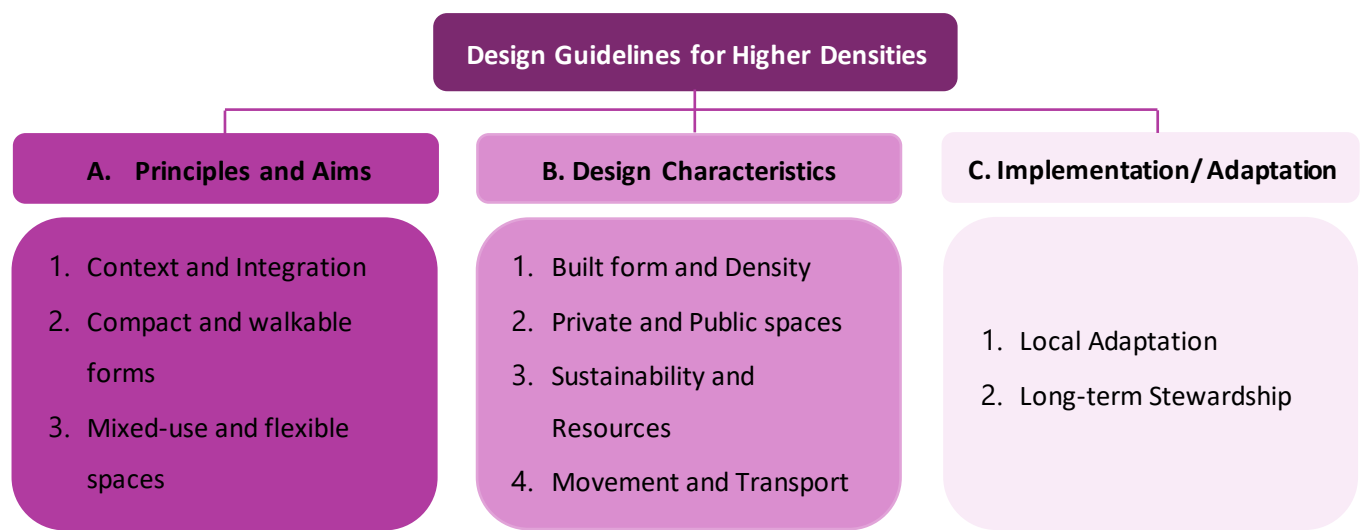 Design Guidelines for Higher Densities
A. Principles and Aims
1. Context and Integration
2. Compact and walkable
forms
3. Mixed-use and flexible
spaces
B. Design Characteristics
1. Built form and Density
2. Private and Public spaces
3. Sustainability and
Resources
4. Movement and Transport
C. Implementation/ Adaptation
1. Local Adaptation
2. Long-term Stewardship